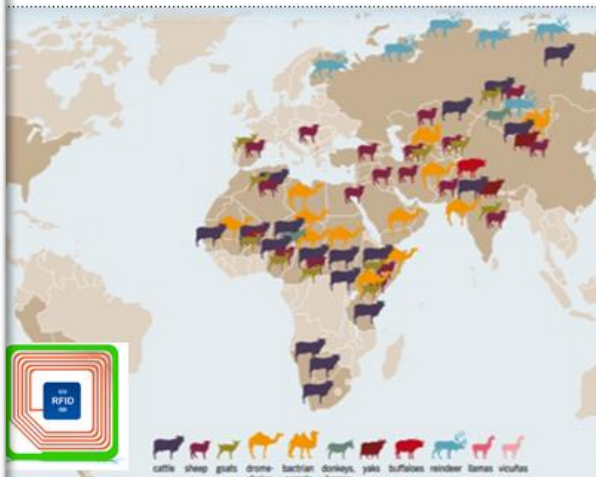 RFID
cattle sheep goats drome- bactrian donkeys, yaks buffaloes reindeer llamas vicuñas